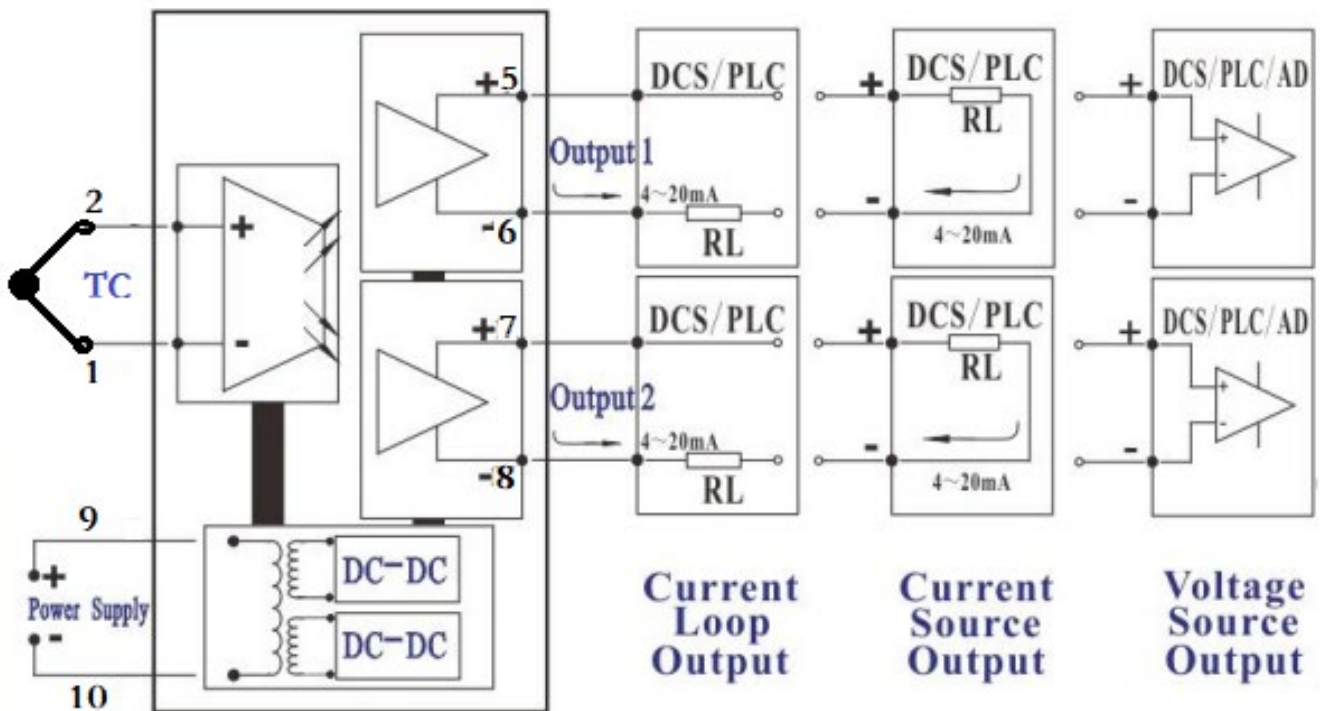 5
+
DCS/PLC
+
DCS/PLC
RL
+
DCS/PLC/AD
+
-
Output 1
4~20mA
RL
-
4~20mA
-
-6
2
+
TC
-
1
+7
DCS/PLC
+
DCS/PLC
RL
+
DCS/PLC/AD
+
-
Output 2
4~20mA
RL
-
4~20mA
-
-8
9
+
Power Supply
-
10
DC-DC
DC-DC
Current
Loop
Output
Current
Source
Output
Voltage
Source
Output